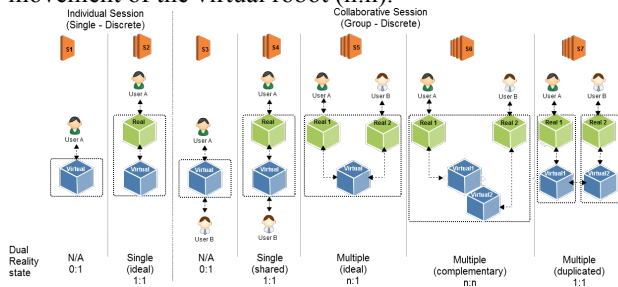 movement of the virtual robot (n:n).
Individual Session
(Single - Discrete)
Collaborative Session
(Group - Discrete)
S1
S2
S3
S4
S5
S6
S7
User A
User A
User A
User A
User A
User B
User A
User B
User A
User B
Real
Real
Real 1
Real 2
Real 1
Real 2
Real 1
Real 2
Virtual
Virtual
Virtual
Virtual
Virtual
Virtual1
Virtual2
Virtual1
Virtual2
User B
User B
Dual
Reality
state
N/A
0:1
Single
(ideal)
1:1
N/A
0:1
Single
(shared)
1:1
Multiple
(ideal)
n:1
Multiple
(complementary)
n:n
Multiple
(duplicated)
1:1